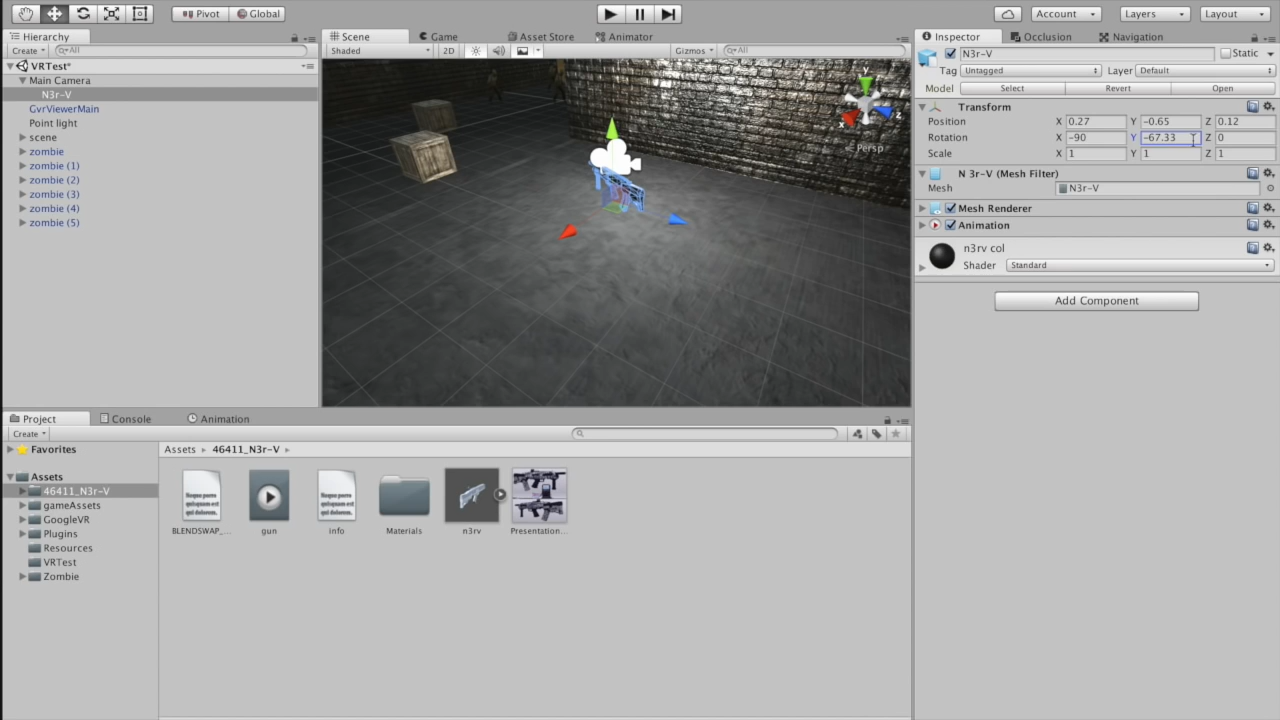 Pivot Global Account Layers Layout
Hierarchy Scene Game Asset Store Animator Inspector Occlusion Navigation
Create All Shaded 2D Gizmos All N3r-V Static
VRTest* Tag Untagged Layer Default
Main Camera Model Select Revert Open
N3r-V
GvrViewerMain Transform
Point light Position X 0.27 Y -0.65 Z 0.12
scene Rotation X -90 Y -67.33 Z 0
zombie Scale X 1 Y 1 Z 1
zombie (1)
zombie (2) N 3r-V (Mesh Filter)
zombie (3) Mesh N3r-V
zombie (4) Mesh Renderer
zombie (5) Animation
y
x
z
Persp
n3rv col
Shader Standard
Add Component
Project Console Animation
Create
Favorites Assets 46411_N3r-V
Assets
46411_N3r-V
gameAssets
GoogleVR
Plugins
Resources
VRTest
Zombie
BLENDSWAP_... gun info Materials n3rv Presentation...